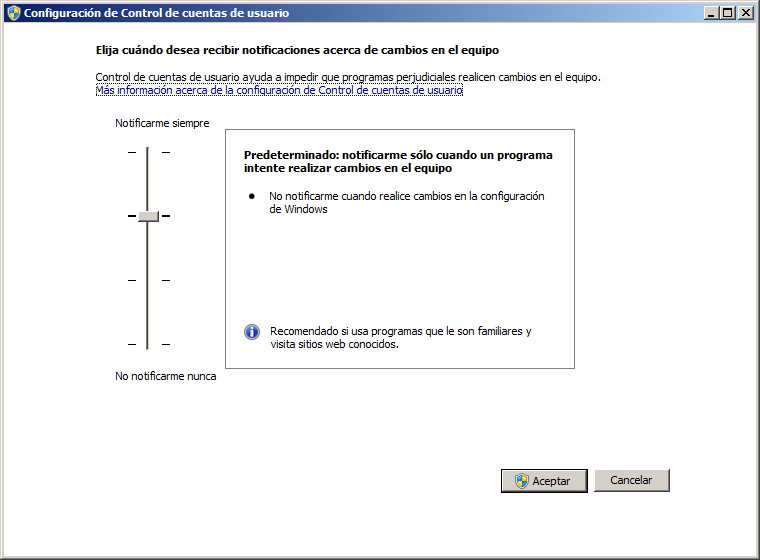 Configuración de Control de cuentas de usuario
Elija cuándo desea recibir notificaciones acerca de cambios en el equipo
Control de cuentas de usuario ayuda a impedir que programas perjudiciales realicen cambios en el equipo.
Más información acerca de la configuración de Control de cuentas de usuario
Notificarme siempre
Predeterminado: notificarme sólo cuando un programa
intente realizar cambios en el equipo
No notificarme cuando realice cambios en la configuración
de Windows
Recomendado si usa programas que le son familiares y
visita sitios web conocidos.
No notificarme nunca
Aceptar
Cancelar